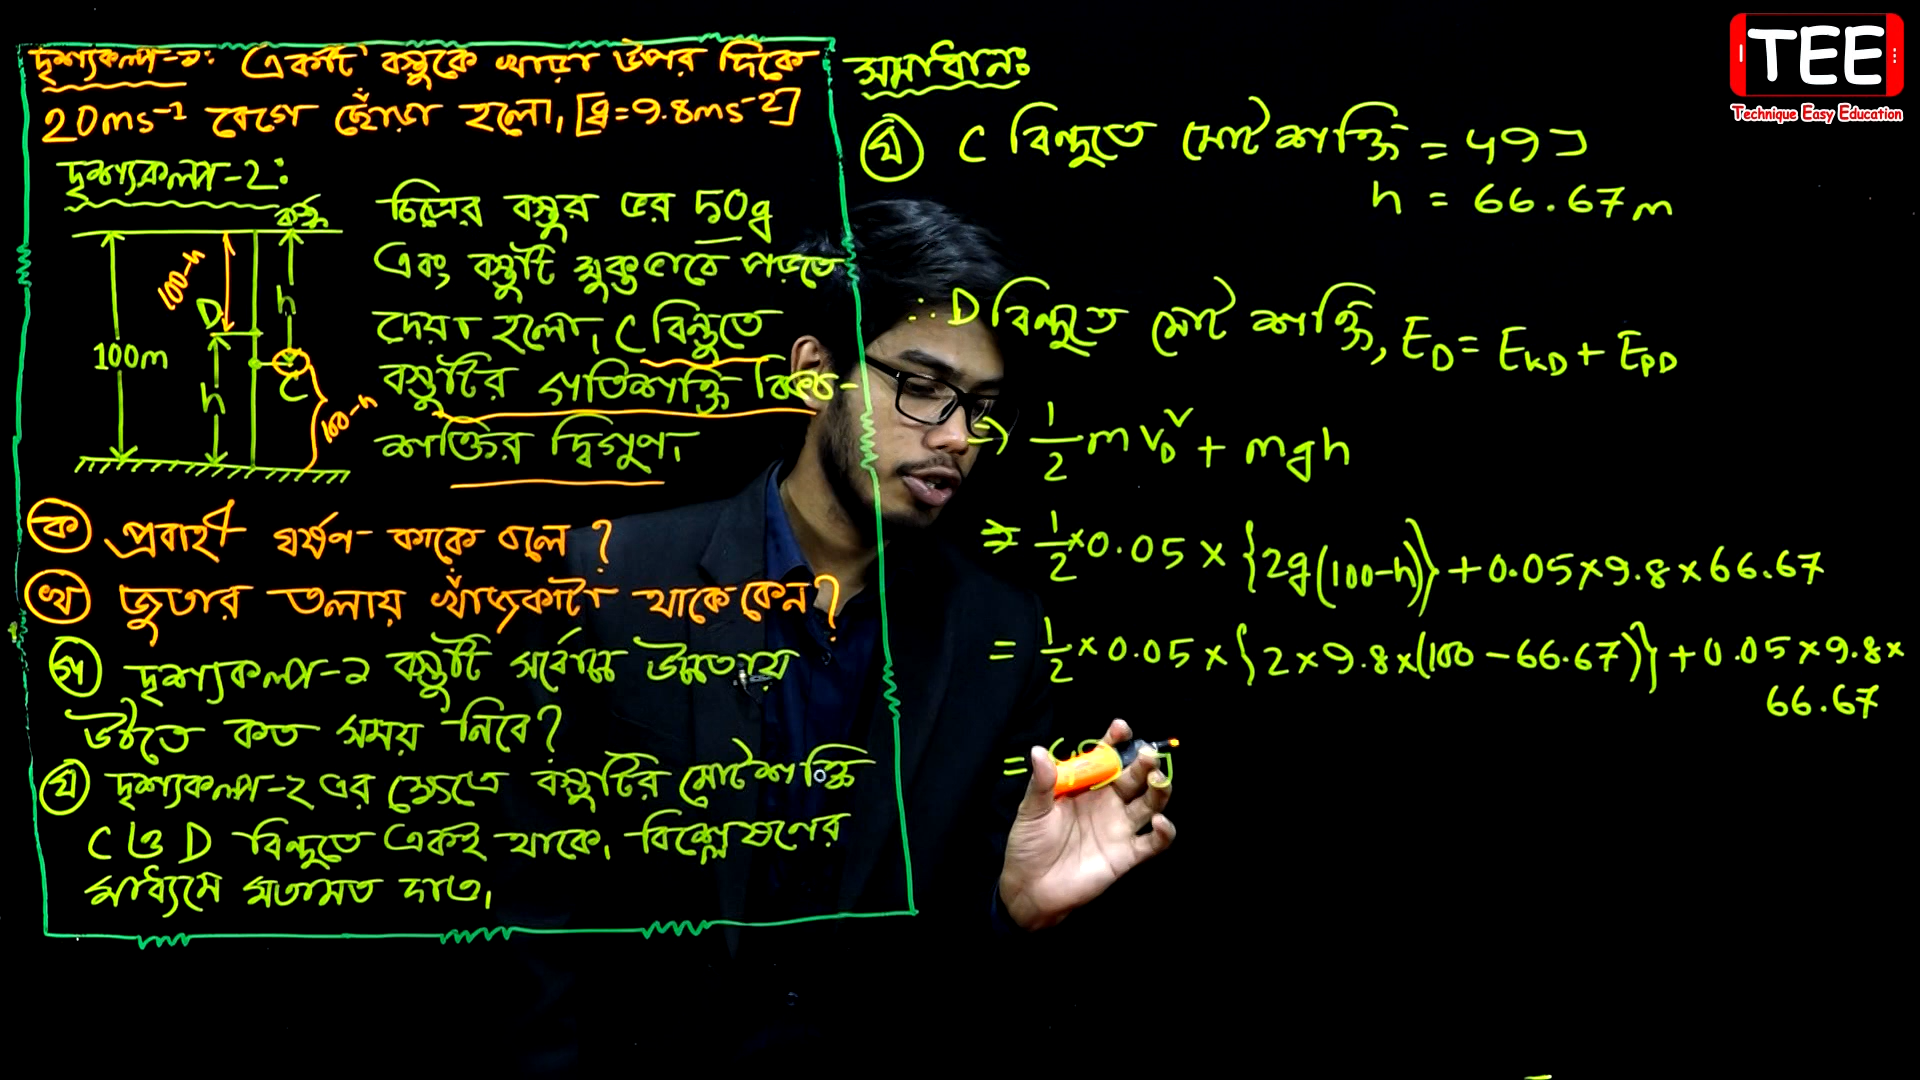 দৃশ্যকল্প-১: একটি বস্তুকে খাড়া উপর দিকে
20ms⁻¹ বেগে ছোঁড়া হলো, [g=9.8ms⁻²]
দৃশ্যকল্প-2:
বস্তু
100-h
D
h
100m
h
C
100-h
চিত্রের বস্তুর ভর 50g
এবং বস্তুটি মুক্তভাবে পড়তে
দেয়া হলো, C বিন্দুতে
বস্তুটির গতিশক্তি বিভব-
শক্তির দ্বিগুণ,
ক প্রবাহী ঘর্ষণ কাকে বলে?
খ জুতার তলায় খাঁজকাটা থাকে কেন?
গ দৃশ্যকল্প-১ বস্তুটি সর্বোচ্চ উচ্চতায়
উঠতে কত সময় নিবে?
ঘ দৃশ্যকল্প-২ এর ক্ষেত্রে বস্তুটির মোটশক্তি
C ও D বিন্দুতে একই থাকে, বিশ্লেষণের
মাধ্যমে মতামত দাও,
সমাধানঃ
ঘ C বিন্দুতে মোট শক্তি = 49J
h = 66.67m
∴ D বিন্দুতে মোট শক্তি, E_D = E_kD + E_pD
⇒ 1/2 m v_D² + mgh
⇒ 1/2 × 0.05 × {2g(100-h)} + 0.05×9.8×66.67
= 1/2 × 0.05 × {2×9.8×(100-66.67)} + 0.05×9.8×
66.67
=
TEE
Technique Easy Education